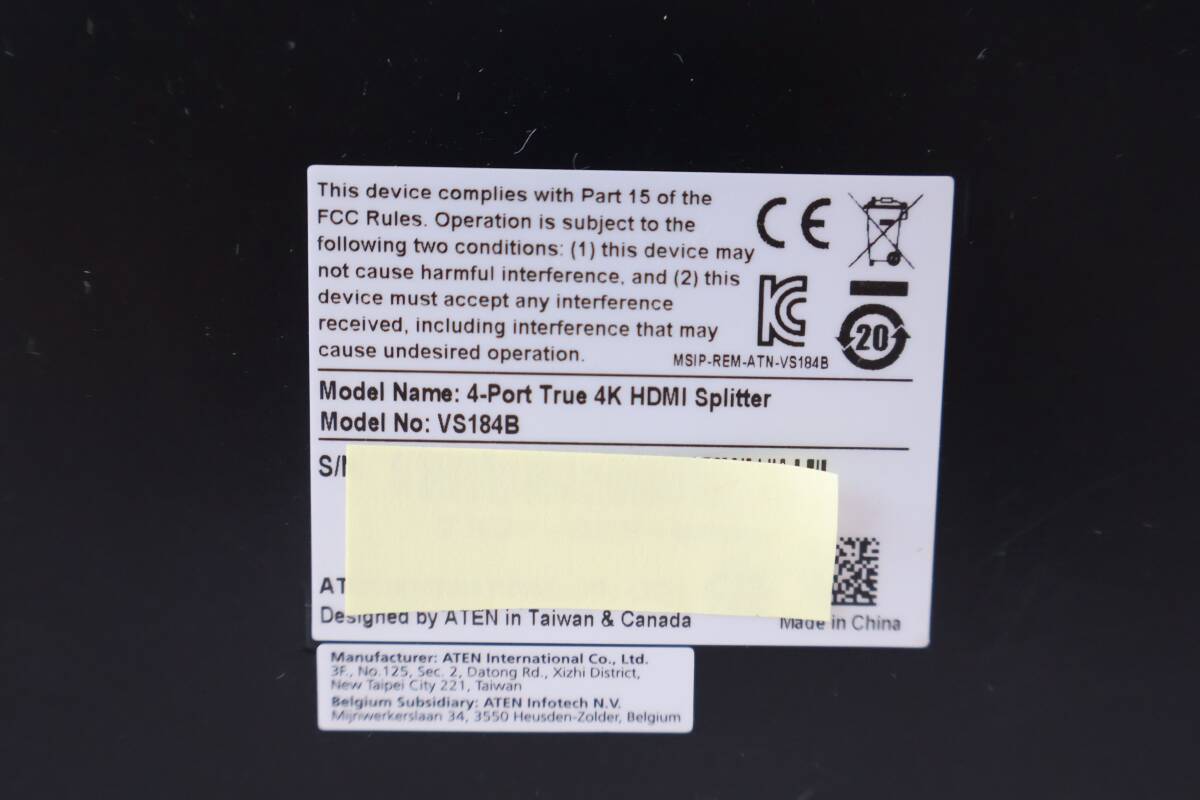 This device complies with Part 15 of the
FCC Rules. Operation is subject to the
following two conditions: (1) this device may
not cause harmful interference, and (2) this
device must accept any interference
received, including interference that may
cause undesired operation.
CE
KC
20
MSIP-REM-ATN-VS184B
Model Name: 4-Port True 4K HDMI Splitter
Model No: VS184B
Designed by ATEN in Taiwan & Canada
Made in China
Manufacturer: ATEN International Co., Ltd.
3F., No.125, Sec. 2, Datong Rd., Xizhi District,
New Taipei City 221, Taiwan
Belgium Subsidiary: ATEN Infotech N.V.
Mijnwerkerslaan 34, 3550 Heusden-Zolder, Belgium